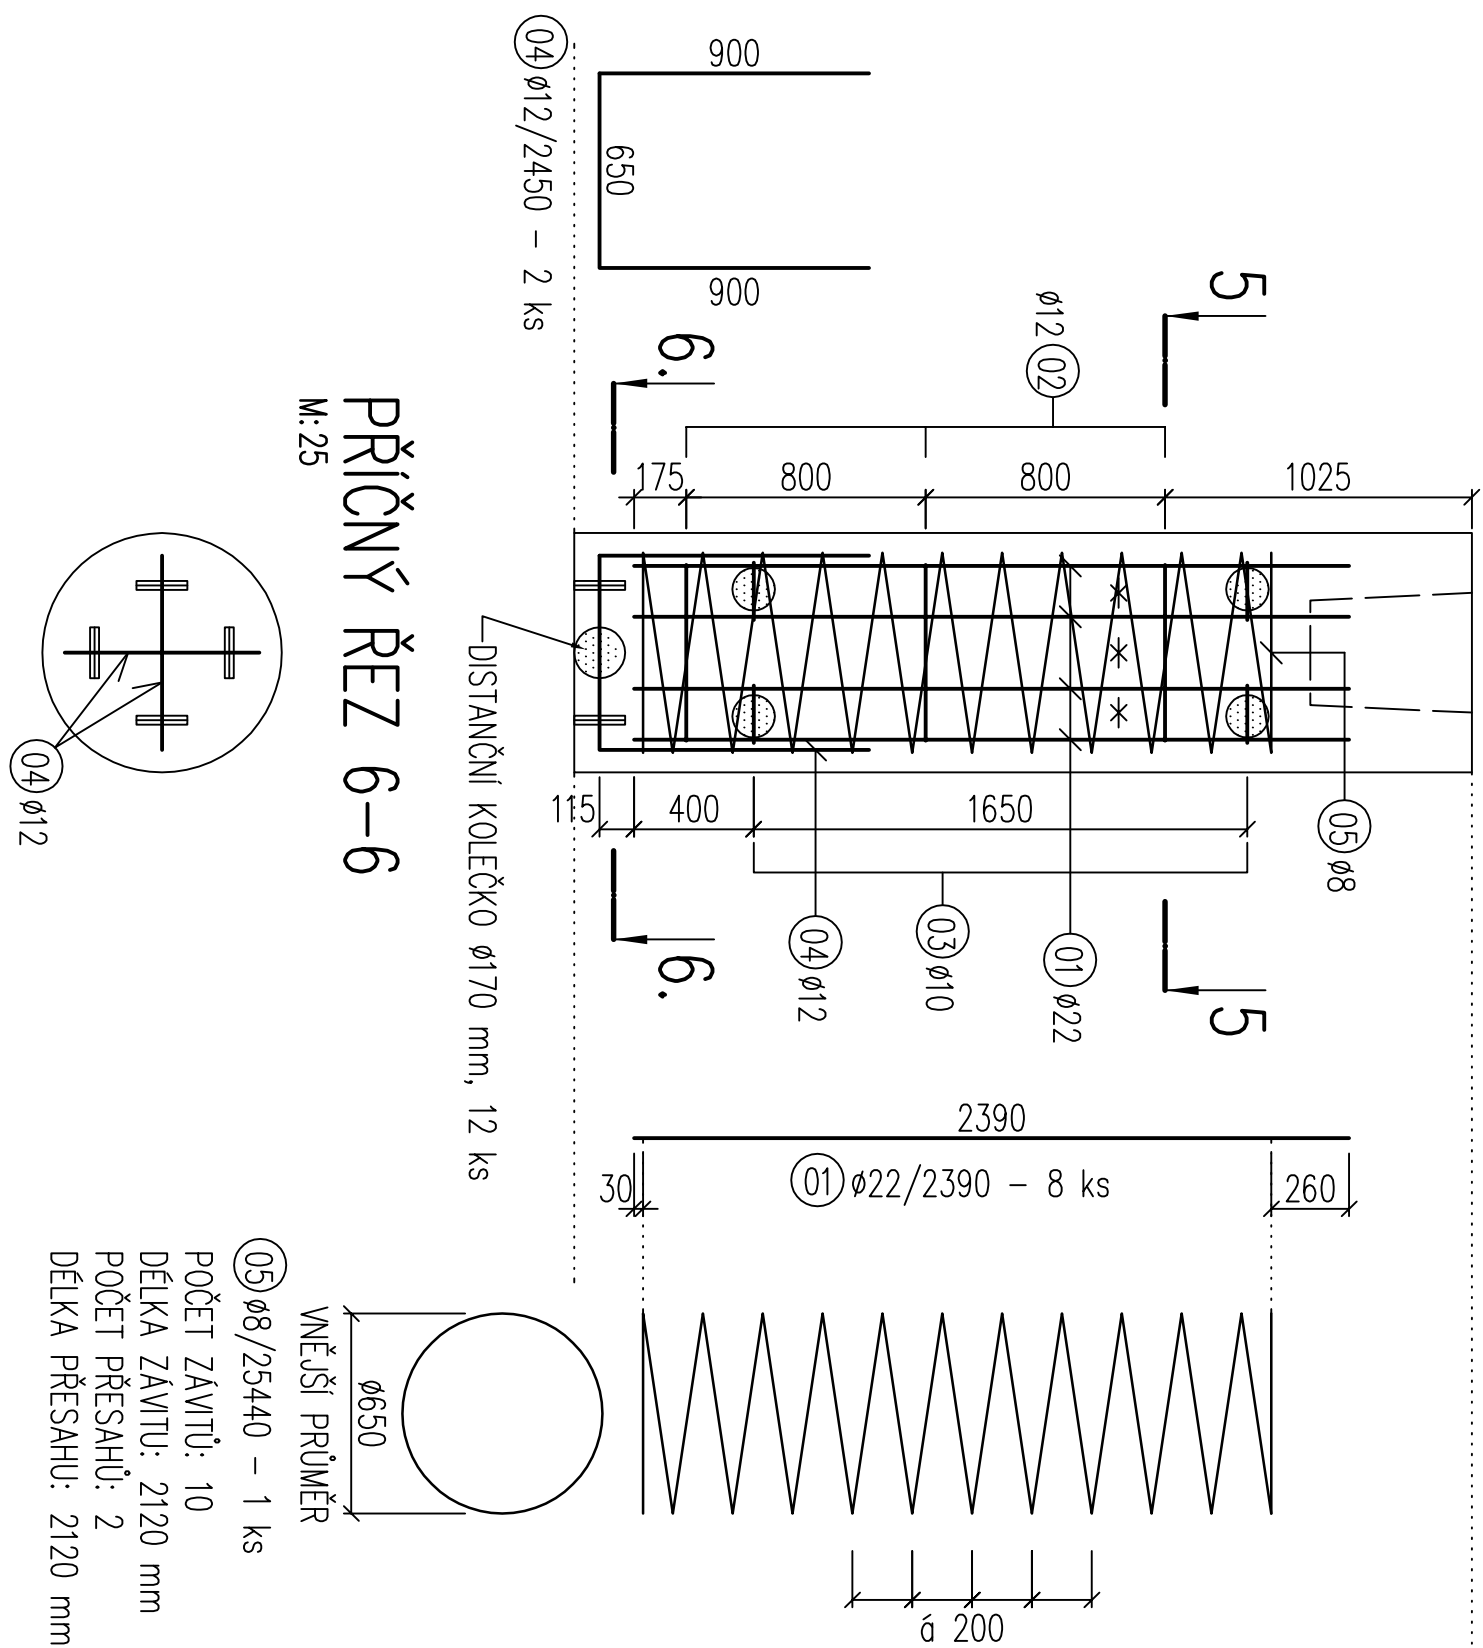 900
650
900
04 ø12/2450 - 2 ks
5
5
6.
6.
ø12 02
175
800
800
1025
115
400
1650
05 ø8
01 ø22
03 ø10
04 ø12
DISTANČNÍ KOLEČKO ø170 mm, 12 ks
PŘÍČNÝ ŘEZ 6-6
M:25
04 ø12
2390
30
01 ø22/2390 - 8 ks
260
á 200
ø650
VNĚJŠÍ PRŮMĚR
05 ø8/25440 - 1 ks
POČET ZÁVITŮ: 10
DÉLKA ZÁVITU: 2120 mm
POČET PŘESAHŮ: 2
DÉLKA PŘESAHU: 2120 mm